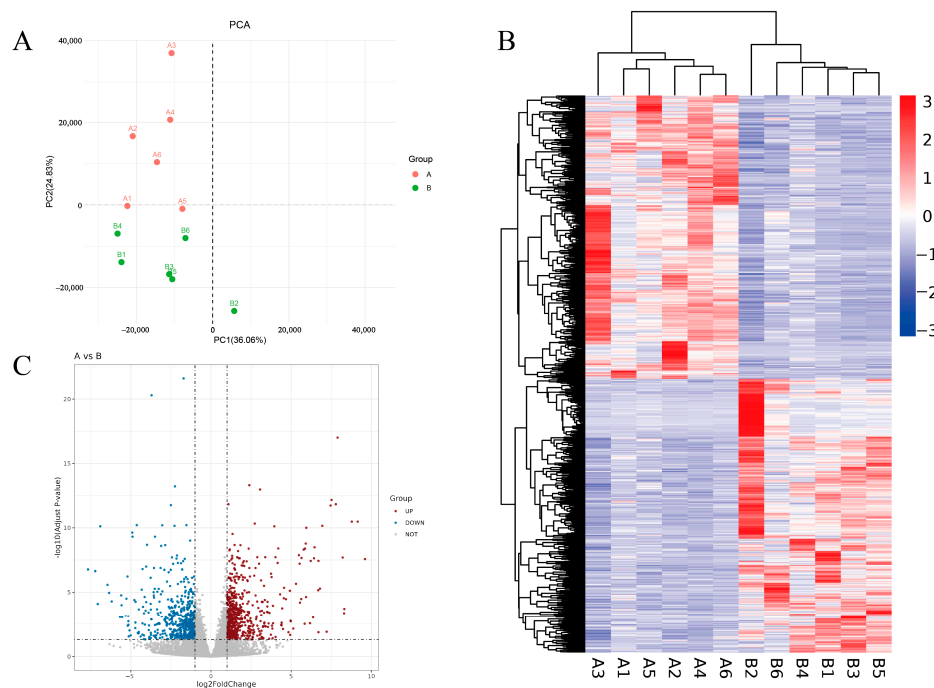 A
PCA
40,000
20,000
0
−20,000
PC2(24.83%)
A3
A4
A2
A6
A1
A5
B4
B6
B1
B3
B2
−20,000
0
20,000
40,000
PC1(36.06%)
Group
A
B
B
3
2
1
0
−1
−2
−3
A3
A1
A5
A2
A4
A6
B2
B6
B4
B1
B3
B5
C
A vs B
20
15
10
5
0
-log10(Adjust P-value)
−5
0
5
10
log2FoldChange
Group
UP
DOWN
NOT